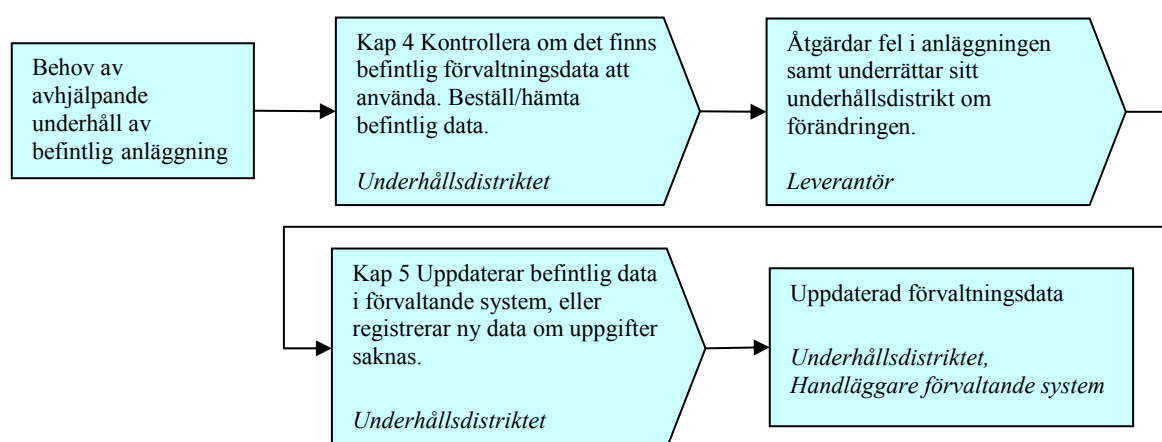 Behov av
avhjälpande
underhåll av
befintlig anläggning
Kap 4 Kontrollera om det finns
befintlig förvaltningsdata att
använda. Beställ/hämta
befintlig data.
Underhållsdistriktet
Åtgärdar fel i anläggningen
samt underrättar sitt
underhållsdistrikt om
förändringen.
Leverantör
Kap 5 Uppdaterar befintlig data
i förvaltande system, eller
registrerar ny data om uppgifter
saknas.
Underhållsdistriktet
Uppdaterad förvaltningsdata
Underhållsdistriktet,
Handläggare förvaltande system